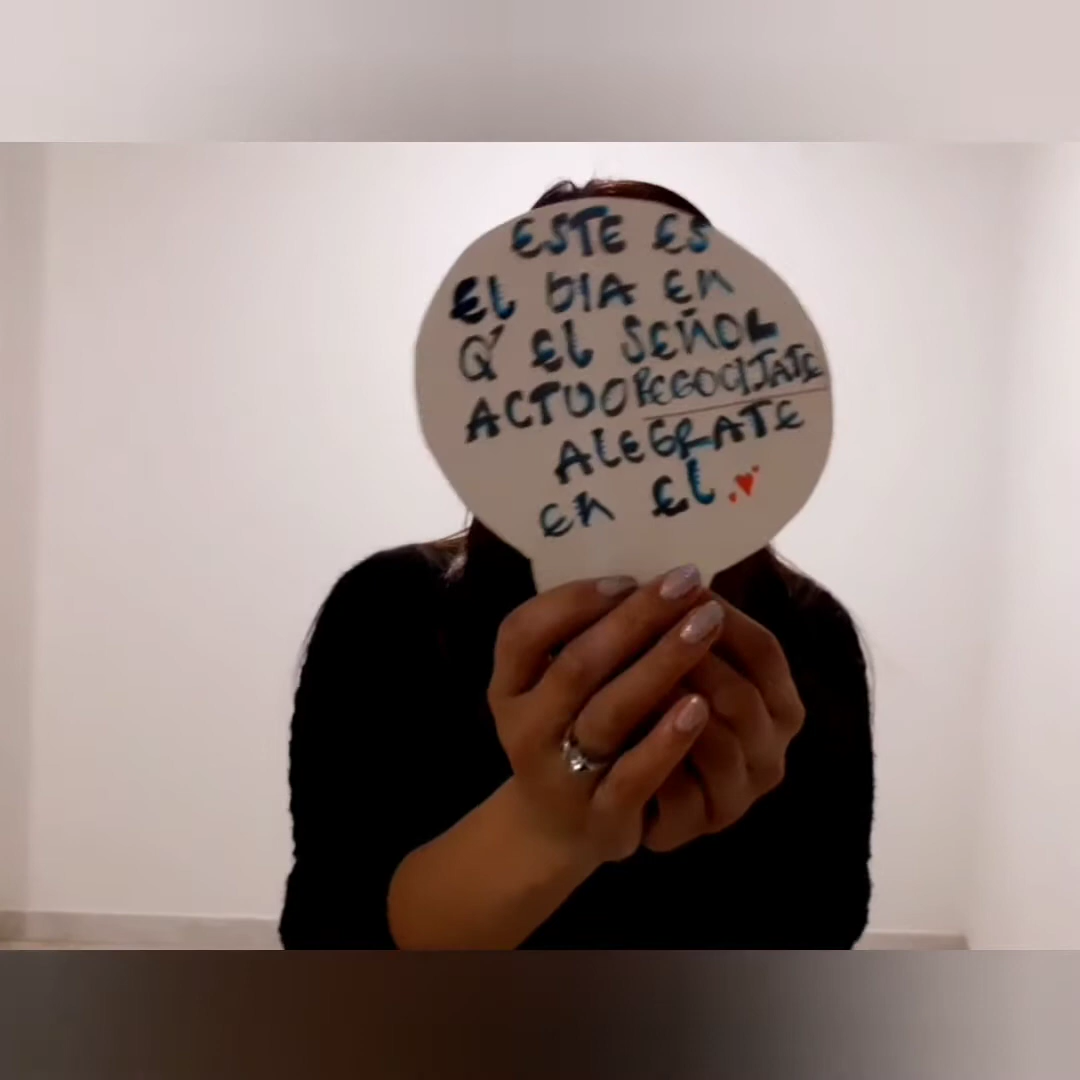 ESTE ES
EL DIA EN
Q' EL SEÑOR
ACTUO REGOCIJATE
ALEGRATE
EN EL.